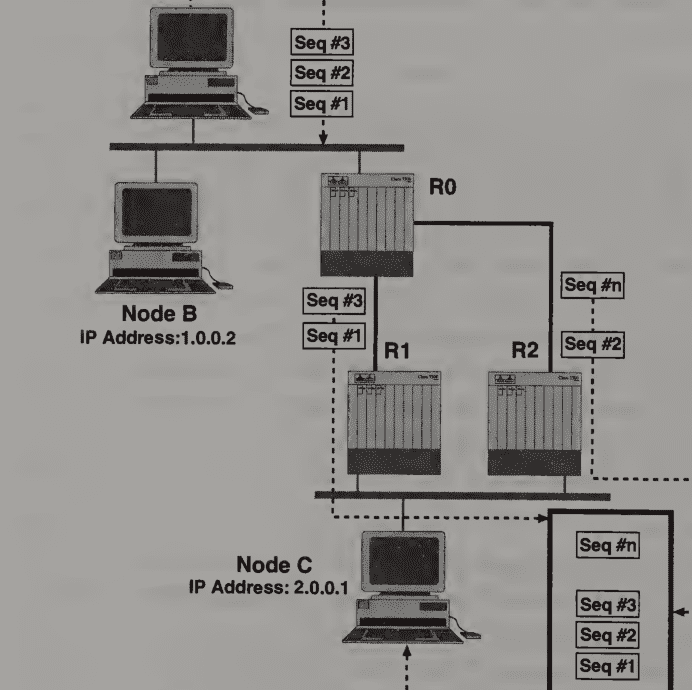 Seq #3
Seq #2
Seq #1
R0
Node B
IP Address:1.0.0.2
Seq #3
Seq #1
Seq #n
Seq #2
R1
R2
Node C
IP Address: 2.0.0.1
Seq #n
Seq #3
Seq #2
Seq #1